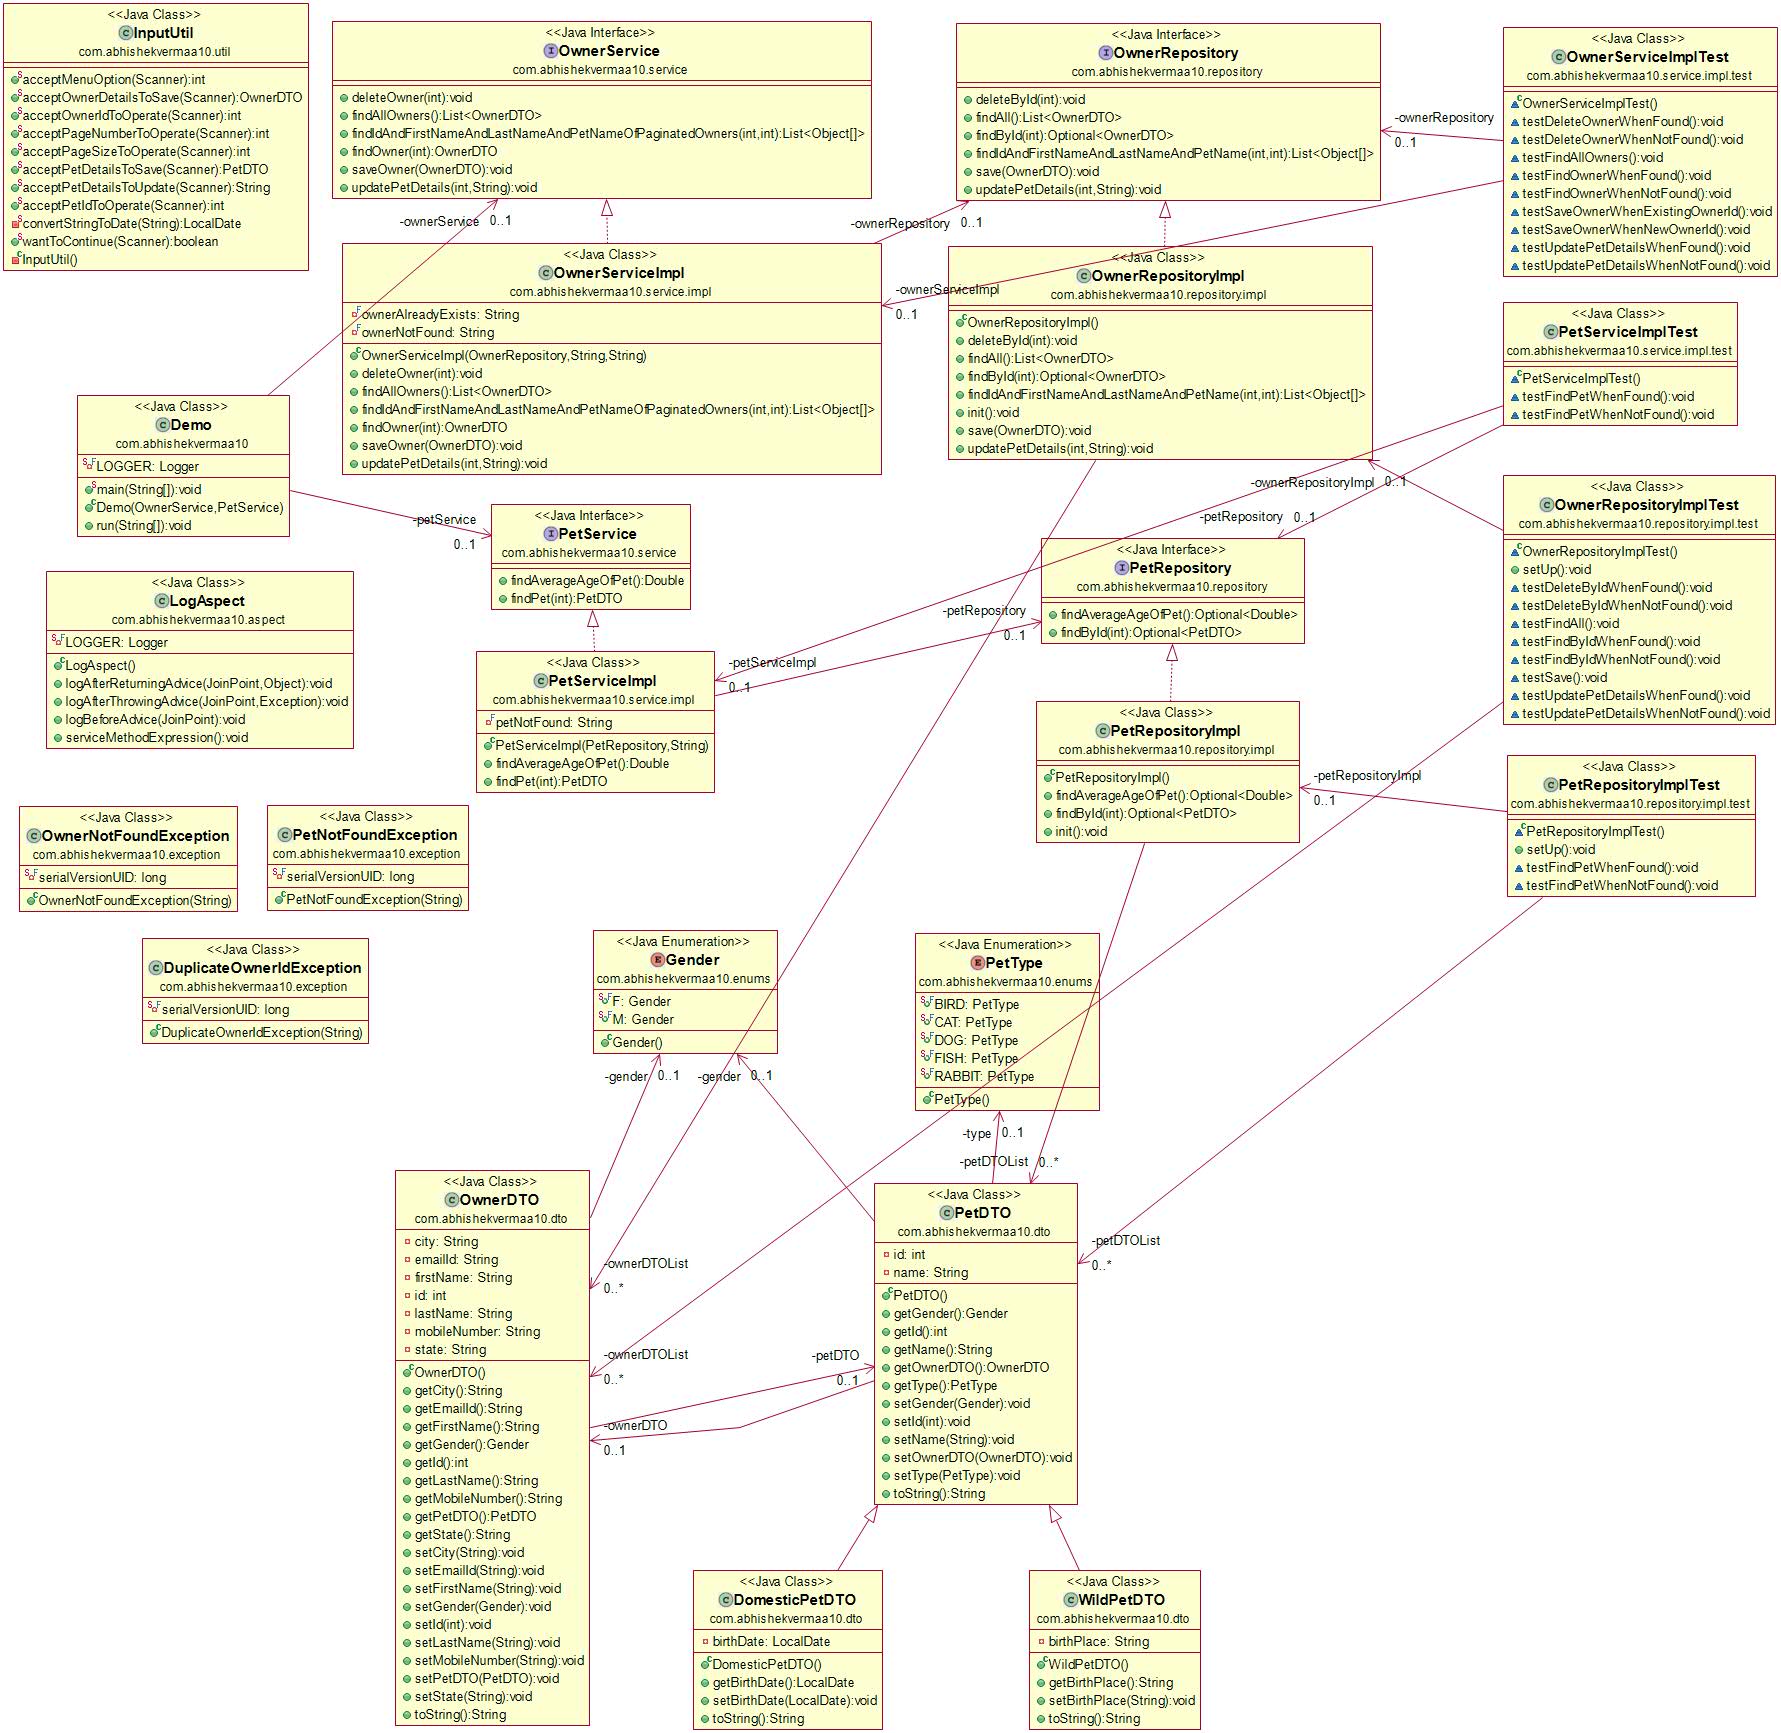 <<Java Class>>
InputUtil
com.abhishekvermaa10.util
acceptMenuOption(Scanner):int
acceptOwnerDetailsToSave(Scanner):OwnerDTO
acceptOwnerIdToOperate(Scanner):int
acceptPageNumberToOperate(Scanner):int
acceptPageSizeToOperate(Scanner):int
acceptPetDetailsToSave(Scanner):PetDTO
acceptPetDetailsToUpdate(Scanner):String
acceptPetIdToOperate(Scanner):int
convertStringToDate(String):LocalDate
wantToContinue(Scanner):boolean
InputUtil()
<<Java Interface>>
OwnerService
com.abhishekvermaa10.service
deleteOwner(int):void
findAllOwners():List<OwnerDTO>
findIdAndFirstNameAndLastNameAndPetNameOfPaginatedOwners(int,int):List<Object[]>
findOwner(int):OwnerDTO
saveOwner(OwnerDTO):void
updatePetDetails(int,String):void
<<Java Interface>>
OwnerRepository
com.abhishekvermaa10.repository
deleteById(int):void
findAll():List<OwnerDTO>
findById(int):Optional<OwnerDTO>
findIdAndFirstNameAndLastNameAndPetName(int,int):List<Object[]>
save(OwnerDTO):void
updatePetDetails(int,String):void
<<Java Class>>
OwnerServiceImplTest
com.abhishekvermaa10.service.impl.test
OwnerServiceImplTest()
testDeleteOwnerWhenFound():void
testDeleteOwnerWhenNotFound():void
testFindAllOwners():void
testFindOwnerWhenFound():void
testFindOwnerWhenNotFound():void
testSaveOwnerWhenExistingOwnerId():void
testSaveOwnerWhenNewOwnerId():void
testUpdatePetDetailsWhenFound():void
testUpdatePetDetailsWhenNotFound():void
-ownerRepository
0..1
-ownerService
0..1
-ownerRepository
0..1
<<Java Class>>
OwnerServiceImpl
com.abhishekvermaa10.service.impl
ownerAlreadyExists: String
ownerNotFound: String
OwnerServiceImpl(OwnerRepository,String,String)
deleteOwner(int):void
findAllOwners():List<OwnerDTO>
findIdAndFirstNameAndLastNameAndPetNameOfPaginatedOwners(int,int):List<Object[]>
findOwner(int):OwnerDTO
saveOwner(OwnerDTO):void
updatePetDetails(int,String):void
-ownerServiceImpl
0..1
<<Java Class>>
OwnerRepositoryImpl
com.abhishekvermaa10.repository.impl
OwnerRepositoryImpl()
deleteById(int):void
findAll():List<OwnerDTO>
findById(int):Optional<OwnerDTO>
findIdAndFirstNameAndLastNameAndPetName(int,int):List<Object[]>
init():void
save(OwnerDTO):void
updatePetDetails(int,String):void
<<Java Class>>
PetServiceImplTest
com.abhishekvermaa10.service.impl.test
PetServiceImplTest()
testFindPetWhenFound():void
testFindPetWhenNotFound():void
<<Java Class>>
Demo
com.abhishekvermaa10
LOGGER: Logger
main(String[]):void
Demo(OwnerService,PetService)
run(String[]):void
-petService
0..1
<<Java Interface>>
PetService
com.abhishekvermaa10.service
findAverageAgeOfPet():Double
findPet(int):PetDTO
-ownerRepositoryImpl
0..1
-petRepository
0..1
<<Java Class>>
OwnerRepositoryImplTest
com.abhishekvermaa10.repository.impl.test
OwnerRepositoryImplTest()
setUp():void
testDeleteByIdWhenFound():void
testDeleteByIdWhenNotFound():void
testFindAll():void
testFindByIdWhenFound():void
testFindByIdWhenNotFound():void
testSave():void
testUpdatePetDetailsWhenFound():void
testUpdatePetDetailsWhenNotFound():void
<<Java Interface>>
PetRepository
com.abhishekvermaa10.repository
findAverageAgeOfPet():Optional<Double>
findById(int):Optional<PetDTO>
-petRepository
0..1
<<Java Class>>
LogAspect
com.abhishekvermaa10.aspect
LOGGER: Logger
LogAspect()
logAfterReturningAdvice(JoinPoint,Object):void
logAfterThrowingAdvice(JoinPoint,Exception):void
logBeforeAdvice(JoinPoint):void
serviceMethodExpression():void
<<Java Class>>
PetServiceImpl
com.abhishekvermaa10.service.impl
petNotFound: String
PetServiceImpl(PetRepository,String)
findAverageAgeOfPet():Double
findPet(int):PetDTO
-petServiceImpl
0..1
<<Java Class>>
PetRepositoryImpl
com.abhishekvermaa10.repository.impl
PetRepositoryImpl()
findAverageAgeOfPet():Optional<Double>
findById(int):Optional<PetDTO>
init():void
-petRepositoryImpl
0..1
<<Java Class>>
PetRepositoryImplTest
com.abhishekvermaa10.repository.impl.test
PetRepositoryImplTest()
setUp():void
testFindPetWhenFound():void
testFindPetWhenNotFound():void
<<Java Class>>
OwnerNotFoundException
com.abhishekvermaa10.exception
serialVersionUID: long
OwnerNotFoundException(String)
<<Java Class>>
PetNotFoundException
com.abhishekvermaa10.exception
serialVersionUID: long
PetNotFoundException(String)
<<Java Class>>
DuplicateOwnerIdException
com.abhishekvermaa10.exception
serialVersionUID: long
DuplicateOwnerIdException(String)
<<Java Enumeration>>
Gender
com.abhishekvermaa10.enums
F: Gender
M: Gender
Gender()
<<Java Enumeration>>
PetType
com.abhishekvermaa10.enums
BIRD: PetType
CAT: PetType
DOG: PetType
FISH: PetType
RABBIT: PetType
PetType()
-gender
0..1
-gender
0..1
-type
0..1
-petDTOList
0..*
<<Java Class>>
OwnerDTO
com.abhishekvermaa10.dto
city: String
emailId: String
firstName: String
id: int
lastName: String
mobileNumber: String
state: String
OwnerDTO()
getCity():String
getEmailId():String
getFirstName():String
getGender():Gender
getId():int
getLastName():String
getMobileNumber():String
getPetDTO():PetDTO
getState():String
setCity(String):void
setEmailId(String):void
setFirstName(String):void
setGender(Gender):void
setId(int):void
setLastName(String):void
setMobileNumber(String):void
setPetDTO(PetDTO):void
setState(String):void
toString():String
-ownerDTOList
0..*
-ownerDTOList
0..*
-petDTO
0..1
-ownerDTO
0..1
<<Java Class>>
PetDTO
com.abhishekvermaa10.dto
id: int
name: String
PetDTO()
getGender():Gender
getId():int
getName():String
getOwnerDTO():OwnerDTO
getType():PetType
setGender(Gender):void
setId(int):void
setName(String):void
setOwnerDTO(OwnerDTO):void
setType(PetType):void
toString():String
-petDTOList
0..*
<<Java Class>>
DomesticPetDTO
com.abhishekvermaa10.dto
birthDate: LocalDate
DomesticPetDTO()
getBirthDate():LocalDate
setBirthDate(LocalDate):void
toString():String
<<Java Class>>
WildPetDTO
com.abhishekvermaa10.dto
birthPlace: String
WildPetDTO()
getBirthPlace():String
setBirthPlace(String):void
toString():String